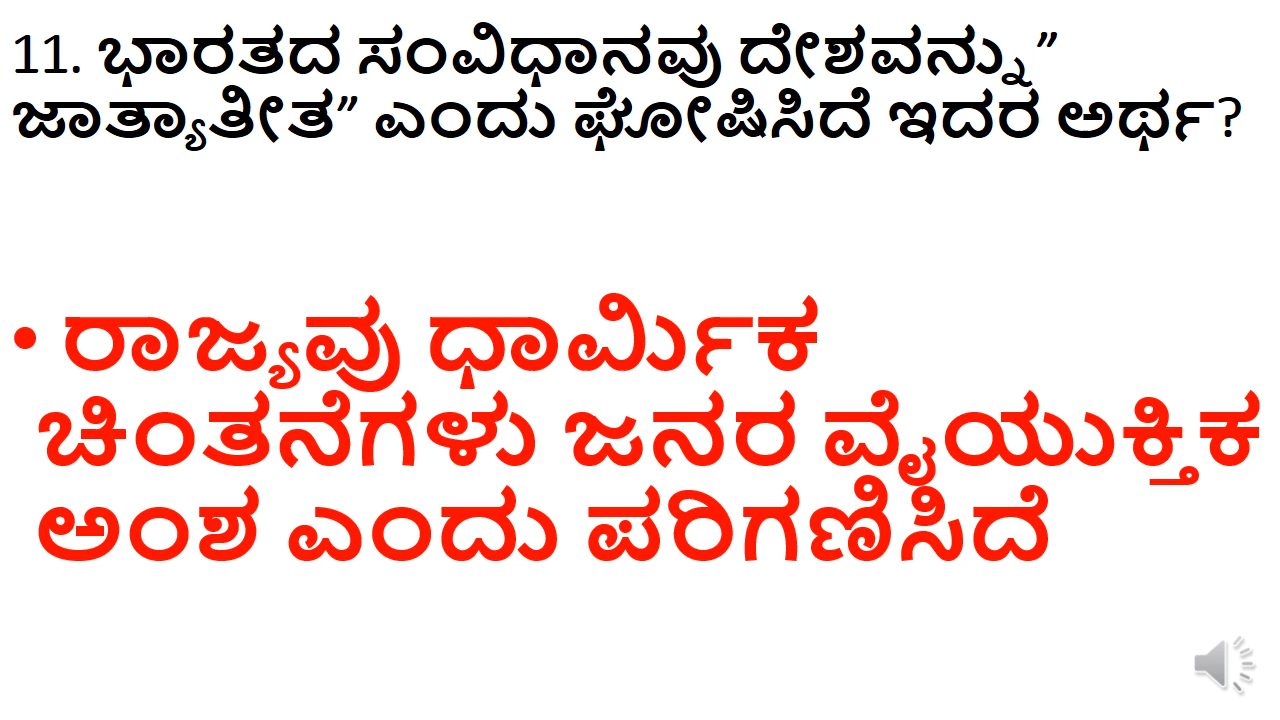 11. ಭಾರತದ ಸಂವಿಧಾನವು ದೇಶವನ್ನು”
ಜಾತ್ಯಾತೀತ” ಎಂದು ಘೋಷಿಸಿದೆ ಇದರ ಅರ್ಥ?
• ರಾಜ್ಯವು ಧಾರ್ಮಿಕ
ಚಿಂತನೆಗಳು ಜನರ ವೈಯುಕ್ತಿಕ
ಅಂಶ ಎಂದು ಪರಿಗಣಿಸಿದೆ